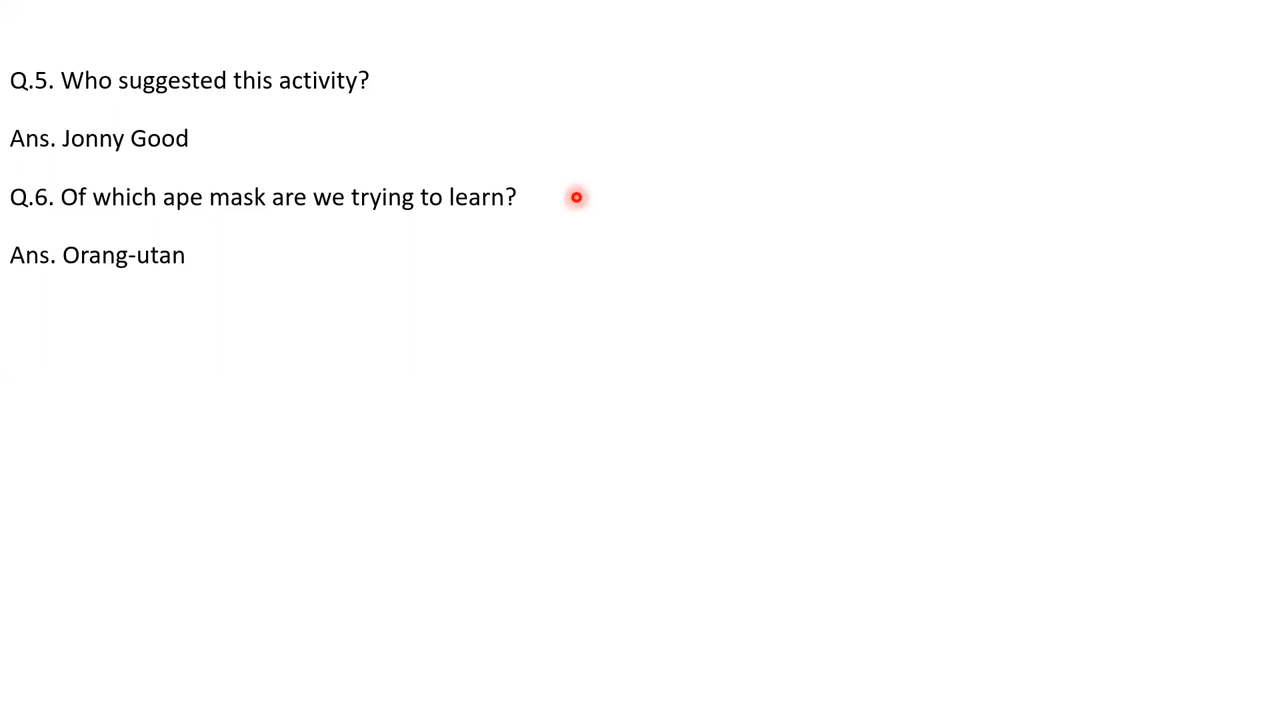 Q.5. Who suggested this activity?
Ans. Jonny Good
Q.6. Of which ape mask are we trying to learn?
Ans. Orang-utan